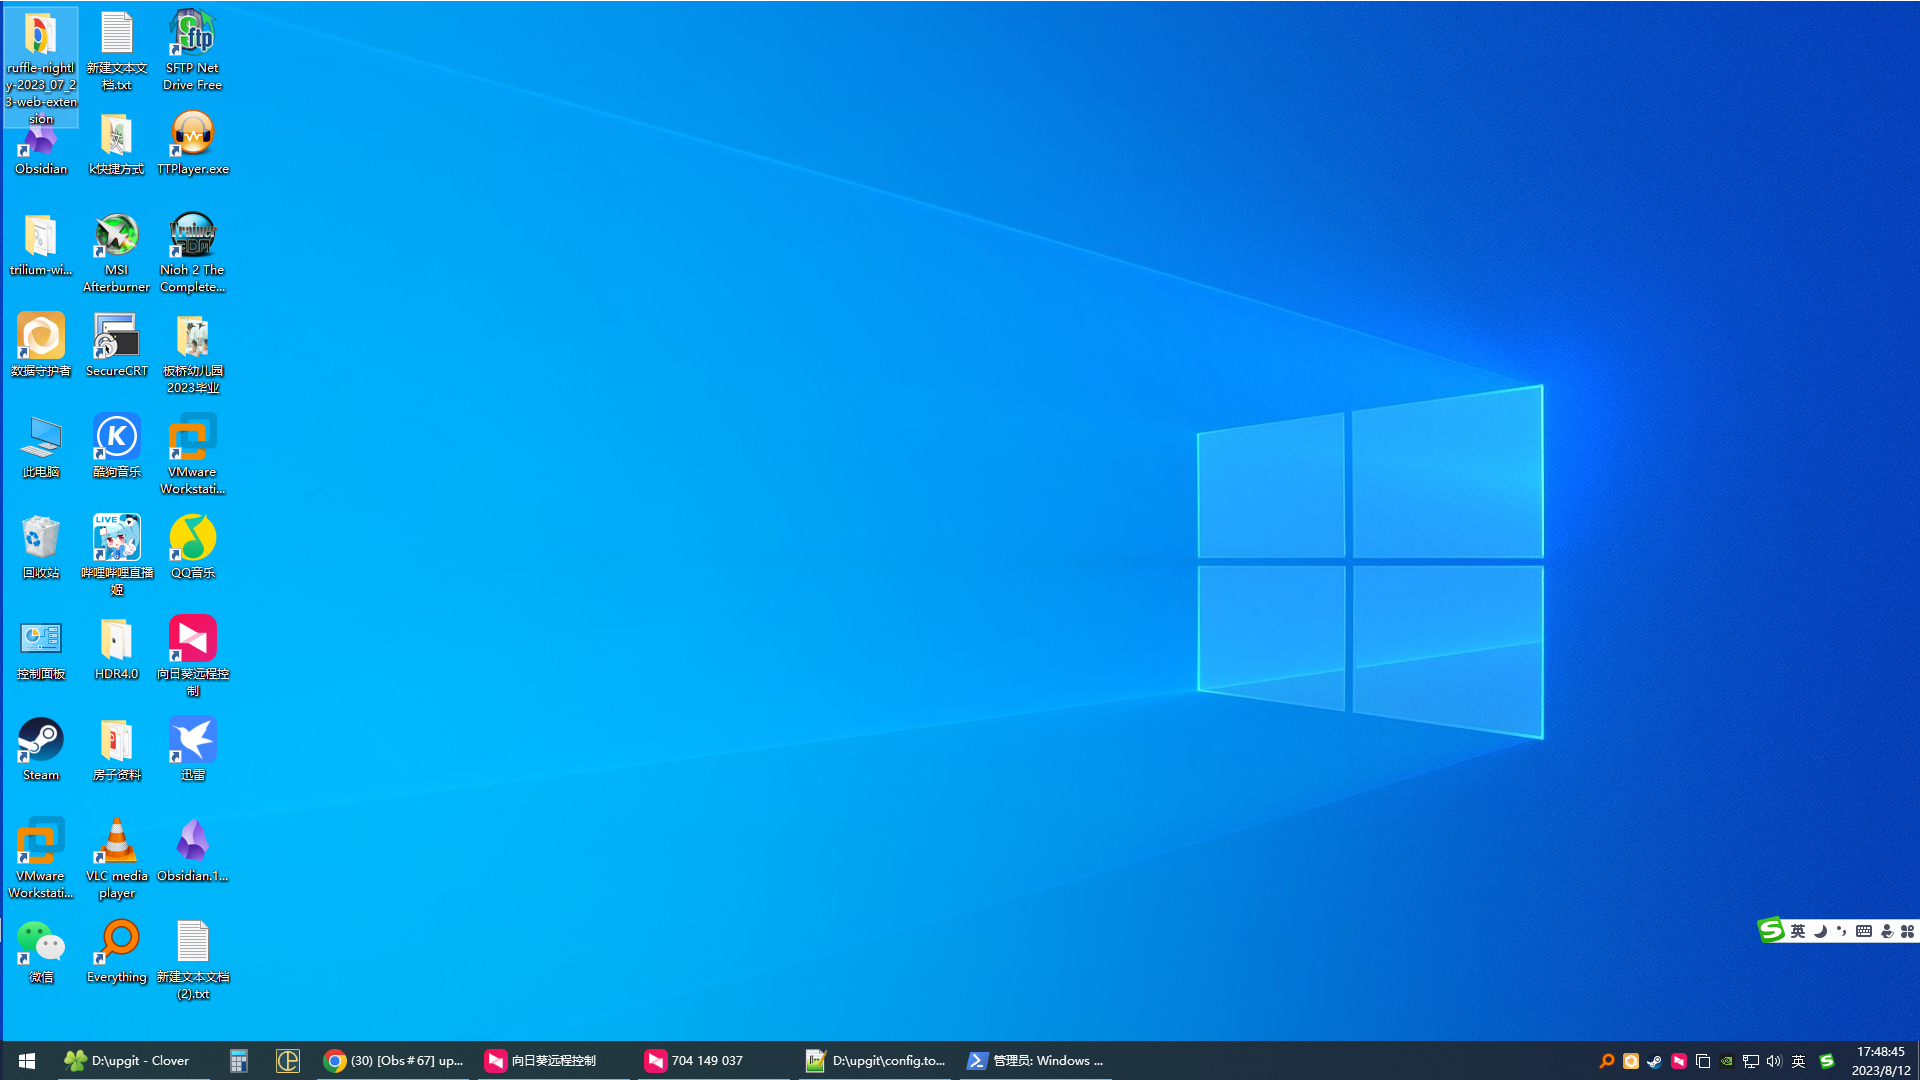 ruffle-nightl
y-2023_07_2
3-web-exten
sion
新建文本文
档.txt
SFTP Net
Drive Free
Obsidian
k快捷方式
TTPlayer.exe
trilium-wi...
MSI
Afterburner
Nioh 2 The
Complete...
数据守护者
SecureCRT
板桥幼儿园
2023毕业
此电脑
酷狗音乐
VMware
Workstati...
回收站
哔哩哔哩直播
姬
QQ音乐
控制面板
HDR4.0
向日葵远程控
制
Steam
房子资料
迅雷
VMware
Workstati...
VLC media
player
Obsidian.1...
微信
Everything
新建文本文档
(2).txt
英
D:\upgit - Clover
(30) [Obs#67] up...
向日葵远程控制
704 149 037
D:\upgit\config.to...
管理员: Windows ...
英
17:48:45
2023/8/12